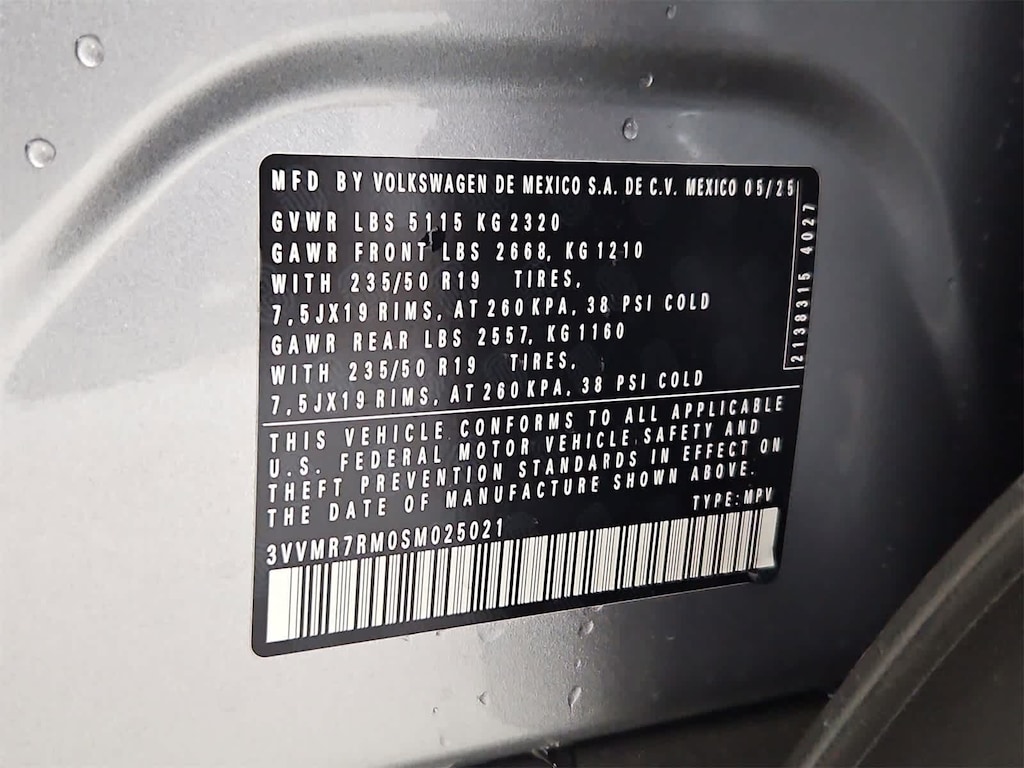 MFD BY VOLKSWAGEN DE MEXICO S.A. DE C.V. MEXICO 05/25
GVWR LBS 5115 KG 2320
GAWR FRONT LBS 2668, KG 1210
WITH 235/50 R19 TIRES,
7,5JX19 RIMS, AT 260 KPA, 38 PSI COLD
GAWR REAR LBS 2557, KG 1160
WITH 235/50 R19 TIRES,
7,5JX19 RIMS, AT 260 KPA, 38 PSI COLD
2138315 4027
THIS VEHICLE CONFORMS TO ALL APPLICABLE
U.S. FEDERAL MOTOR VEHICLE SAFETY AND
THEFT PREVENTION STANDARDS IN EFFECT ON
THE DATE OF MANUFACTURE SHOWN ABOVE.
TYPE: MPV
3VVMR7RM0SM025021